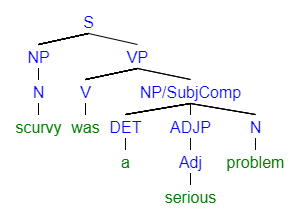 S
NP VP
N V NP/SubjComp
scurvy was DET ADJP N
a Adj problem
serious